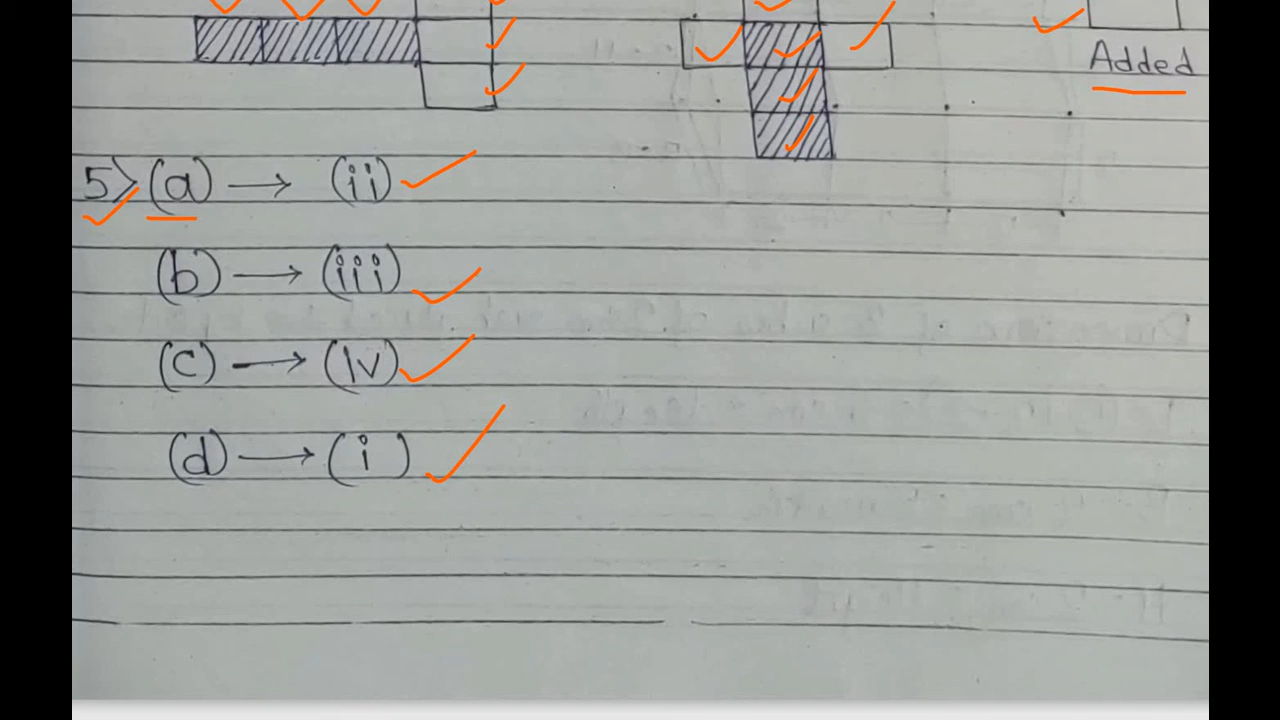 Added
5> (a) → (ii)
(b) → (iii)
(c) → (iv)
(d) → (i)